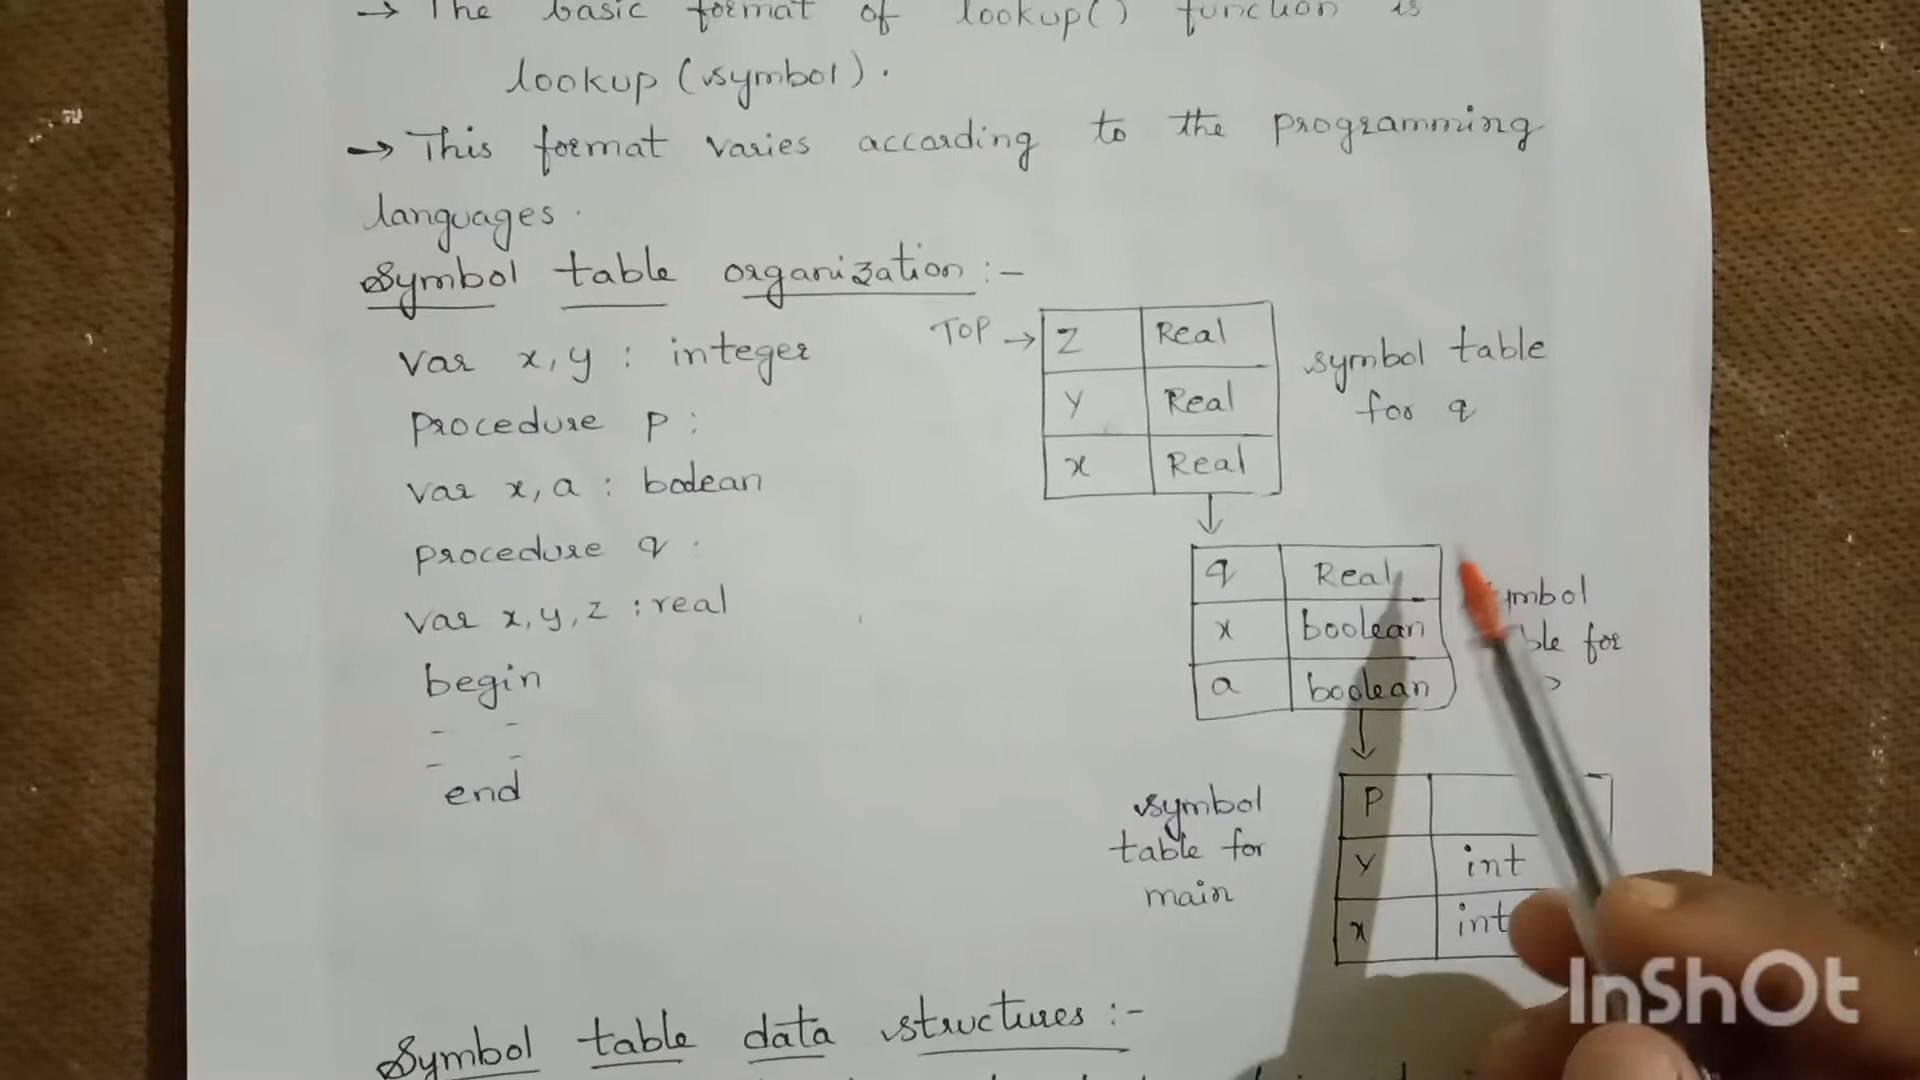 → The basic format of lookup() function is
lookup (symbol).
→ This format varies according to the programming
languages.
Symbol table organization :-
var x, y : integer
procedure p :
var x, a : bolean
procedure q :
var x, y, z : real
begin
- -
- -
end
TOP → Z Real
Y Real
x Real
symbol table
for q
q Real
x boolean
a boolean
symbol table for
main
P
Y int
x int
Symbol table data structures :-
InShOt